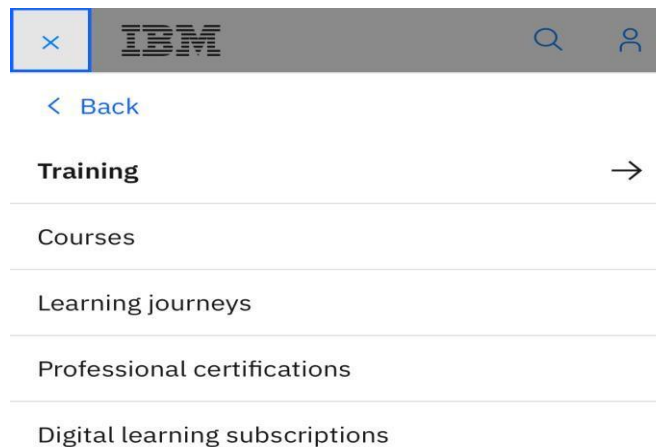 IBM
Back
Training
Courses
Learning journeys
Professional certifications
Digital learning subscriptions